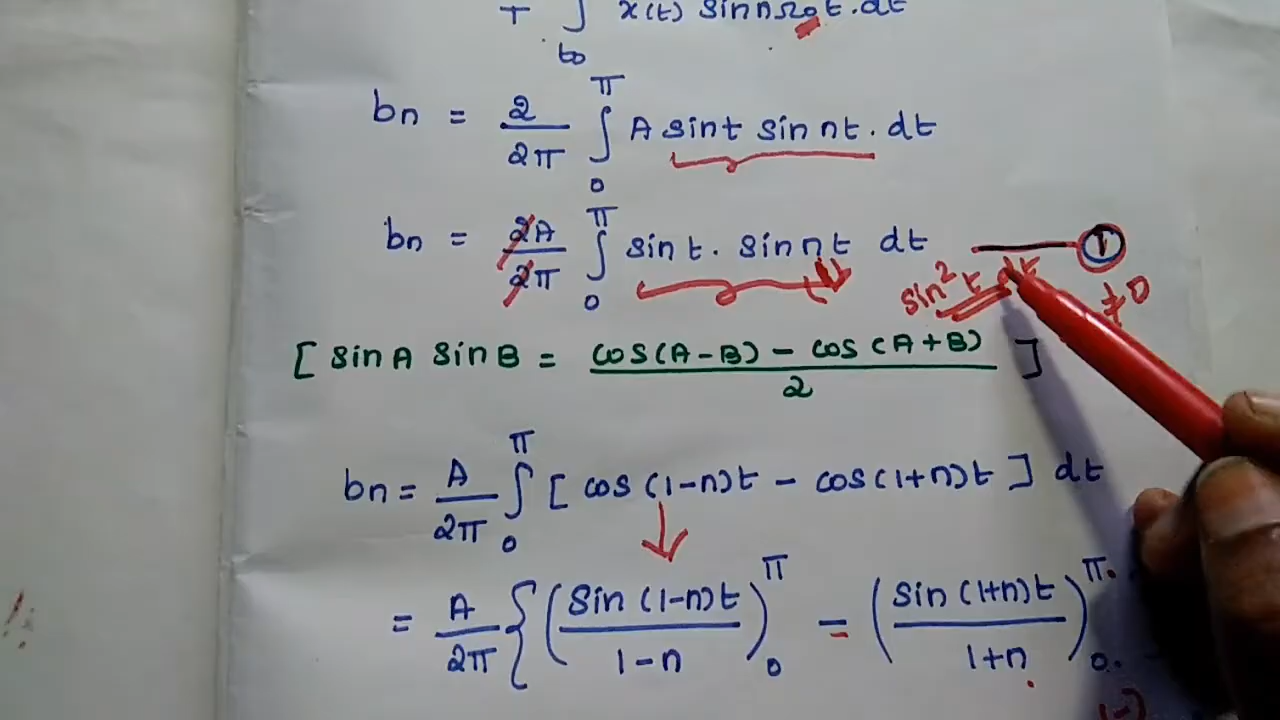 T ∫ x(t) sin nΩ₀t.dt
t₀
bn = 2/2π ∫₀^π A sint sin nt. dt
bn = 2A/2π ∫₀^π sin t. sin nt dt ——— ①
sin² t dt ≠0
[ sinA sinB = cos(A-B) - cos(A+B)/2 ]
bn = A/2π ∫₀^π [ cos (1-n)t - cos(1+n)t ] dt
= A/2π { (sin (1-n)t/1-n)₀^π = (sin (1+n)t/1+n)₀^π
(-)